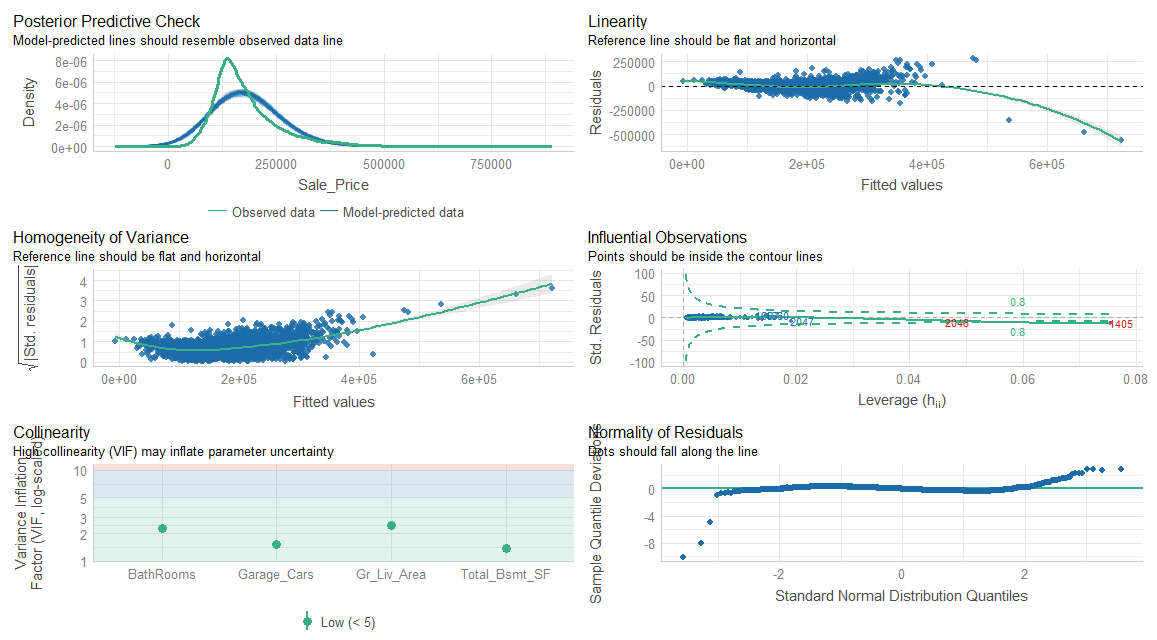 Posterior Predictive Check
Model-predicted lines should resemble observed data line
8e-06
6e-06
4e-06
2e-06
0e+00
Density
0
250000
500000
750000
Sale_Price
Observed data
Model-predicted data
Linearity
Reference line should be flat and horizontal
250000
0
-250000
-500000
Residuals
0e+00
2e+05
4e+05
6e+05
Fitted values
Homogeneity of Variance
Reference line should be flat and horizontal
4
3
2
1
0
√|Std. residuals|
0e+00
2e+05
4e+05
6e+05
Fitted values
Influential Observations
Points should be inside the contour lines
100
50
0
-50
-100
Std. Residuals
0.8
0.8
2047
2046
1405
0.00
0.02
0.04
0.06
0.08
Leverage (hii)
Collinearity
High collinearity (VIF) may inflate parameter uncertainty
10
5
3
2
1
Variance Inflation
Factor (VIF, log-scaled)
BathRooms
Garage_Cars
Gr_Liv_Area
Total_Bsmt_SF
Low (< 5)
Normality of Residuals
Dots should fall along the line
0
-4
-8
Sample Quantile Deviations
-2
0
2
Standard Normal Distribution Quantiles